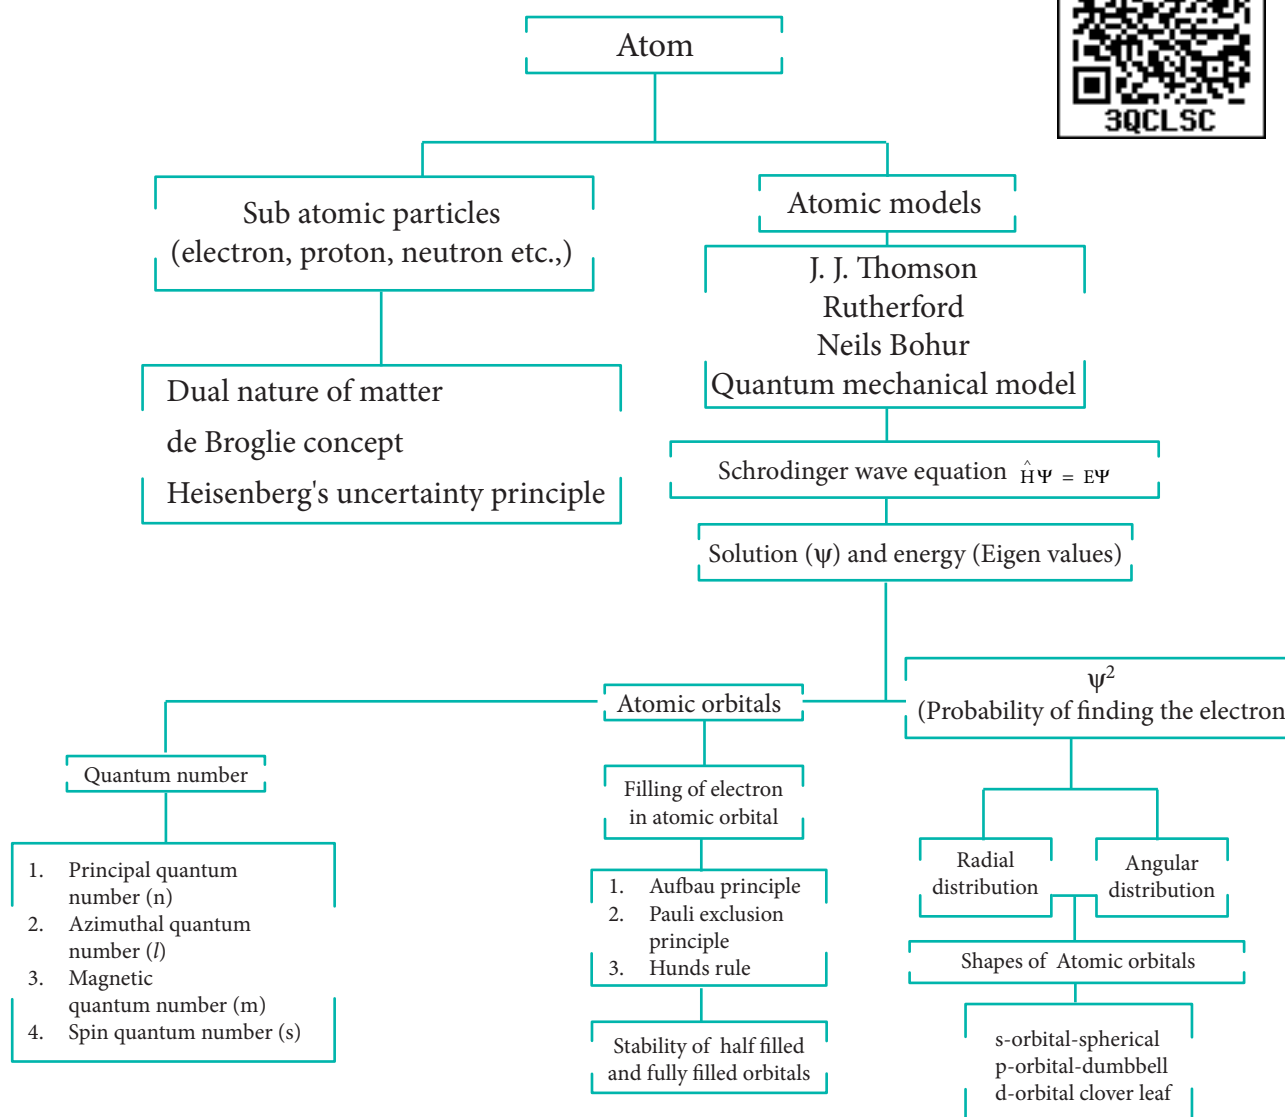 Atom
3QCLSC
Sub atomic particles
(electron, proton, neutron etc.,)
Atomic models
J. J. Thomson
Rutherford
Neils Bohur
Quantum mechanical model
Dual nature of matter
de Broglie concept
Heisenberg's uncertainty principle
Schrodinger wave equation ĤΨ = EΨ
Solution (ψ) and energy (Eigen values)
Atomic orbitals
ψ²
(Probability of finding the electron
Quantum number
1. Principal quantum
number (n)
2. Azimuthal quantum
number (l)
3. Magnetic
quantum number (m)
4. Spin quantum number (s)
Filling of electron
in atomic orbital
1. Aufbau principle
2. Pauli exclusion
principle
3. Hunds rule
Stability of half filled
and fully filled orbitals
Radial
distribution
Angular
distribution
Shapes of Atomic orbitals
s-orbital-spherical
p-orbital-dumbbell
d-orbital clover leaf